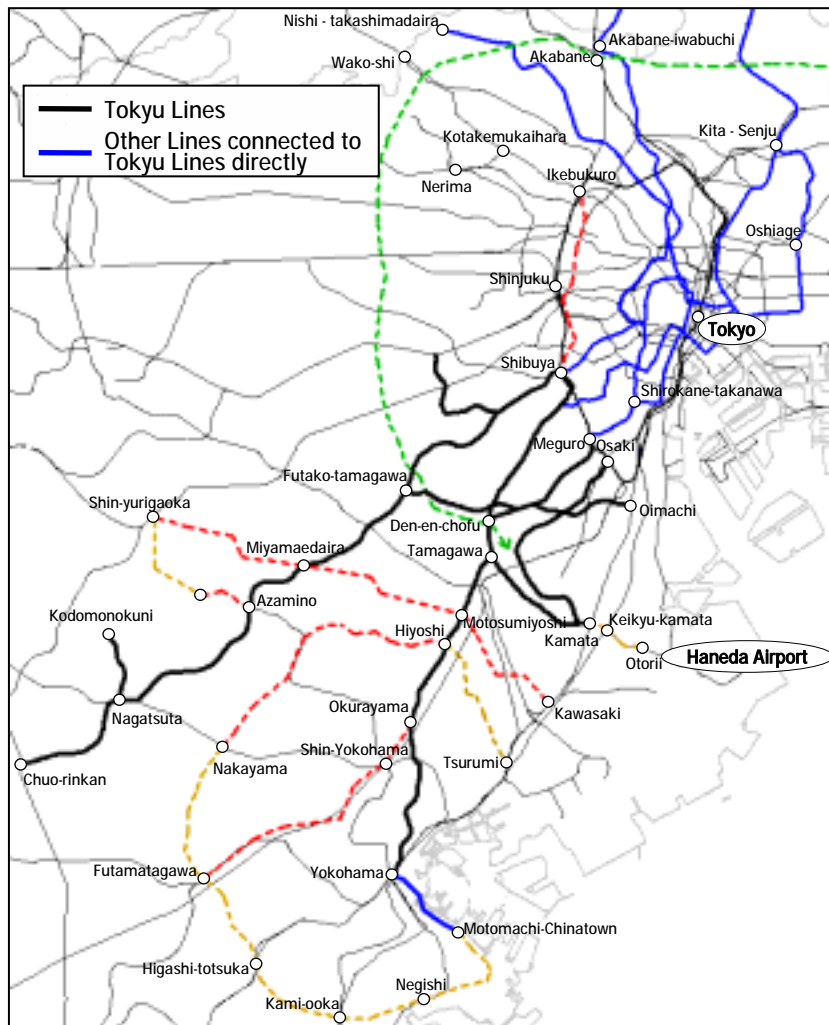 Nishi - takashimadaira
Akabane-iwabuchi
Akabane
Wako-shi
Tokyu Lines
Other Lines connected to
Tokyu Lines directly
Kotakemukaihara
Kita - Senju
Nerima
Ikebukuro
Oshiage
Shinjuku
Tokyo
Shibuya
Shirokane-takanawa
Meguro
Osaki
Futako-tamagawa
Shin-yurigaoka
Den-en-chofu
Oimachi
Miyamaedaira
Tamagawa
Azamino
Kodomonokuni
Motosumiyoshi
Hiyoshi
Kamata
Keikyu-kamata
Otorii
Haneda Airport
Nagatsuta
Okurayama
Kawasaki
Chuo-rinkan
Nakayama
Shin-Yokohama
Tsurumi
Futamatagawa
Yokohama
Motomachi-Chinatown
Higashi-totsuka
Kami-ooka
Negishi